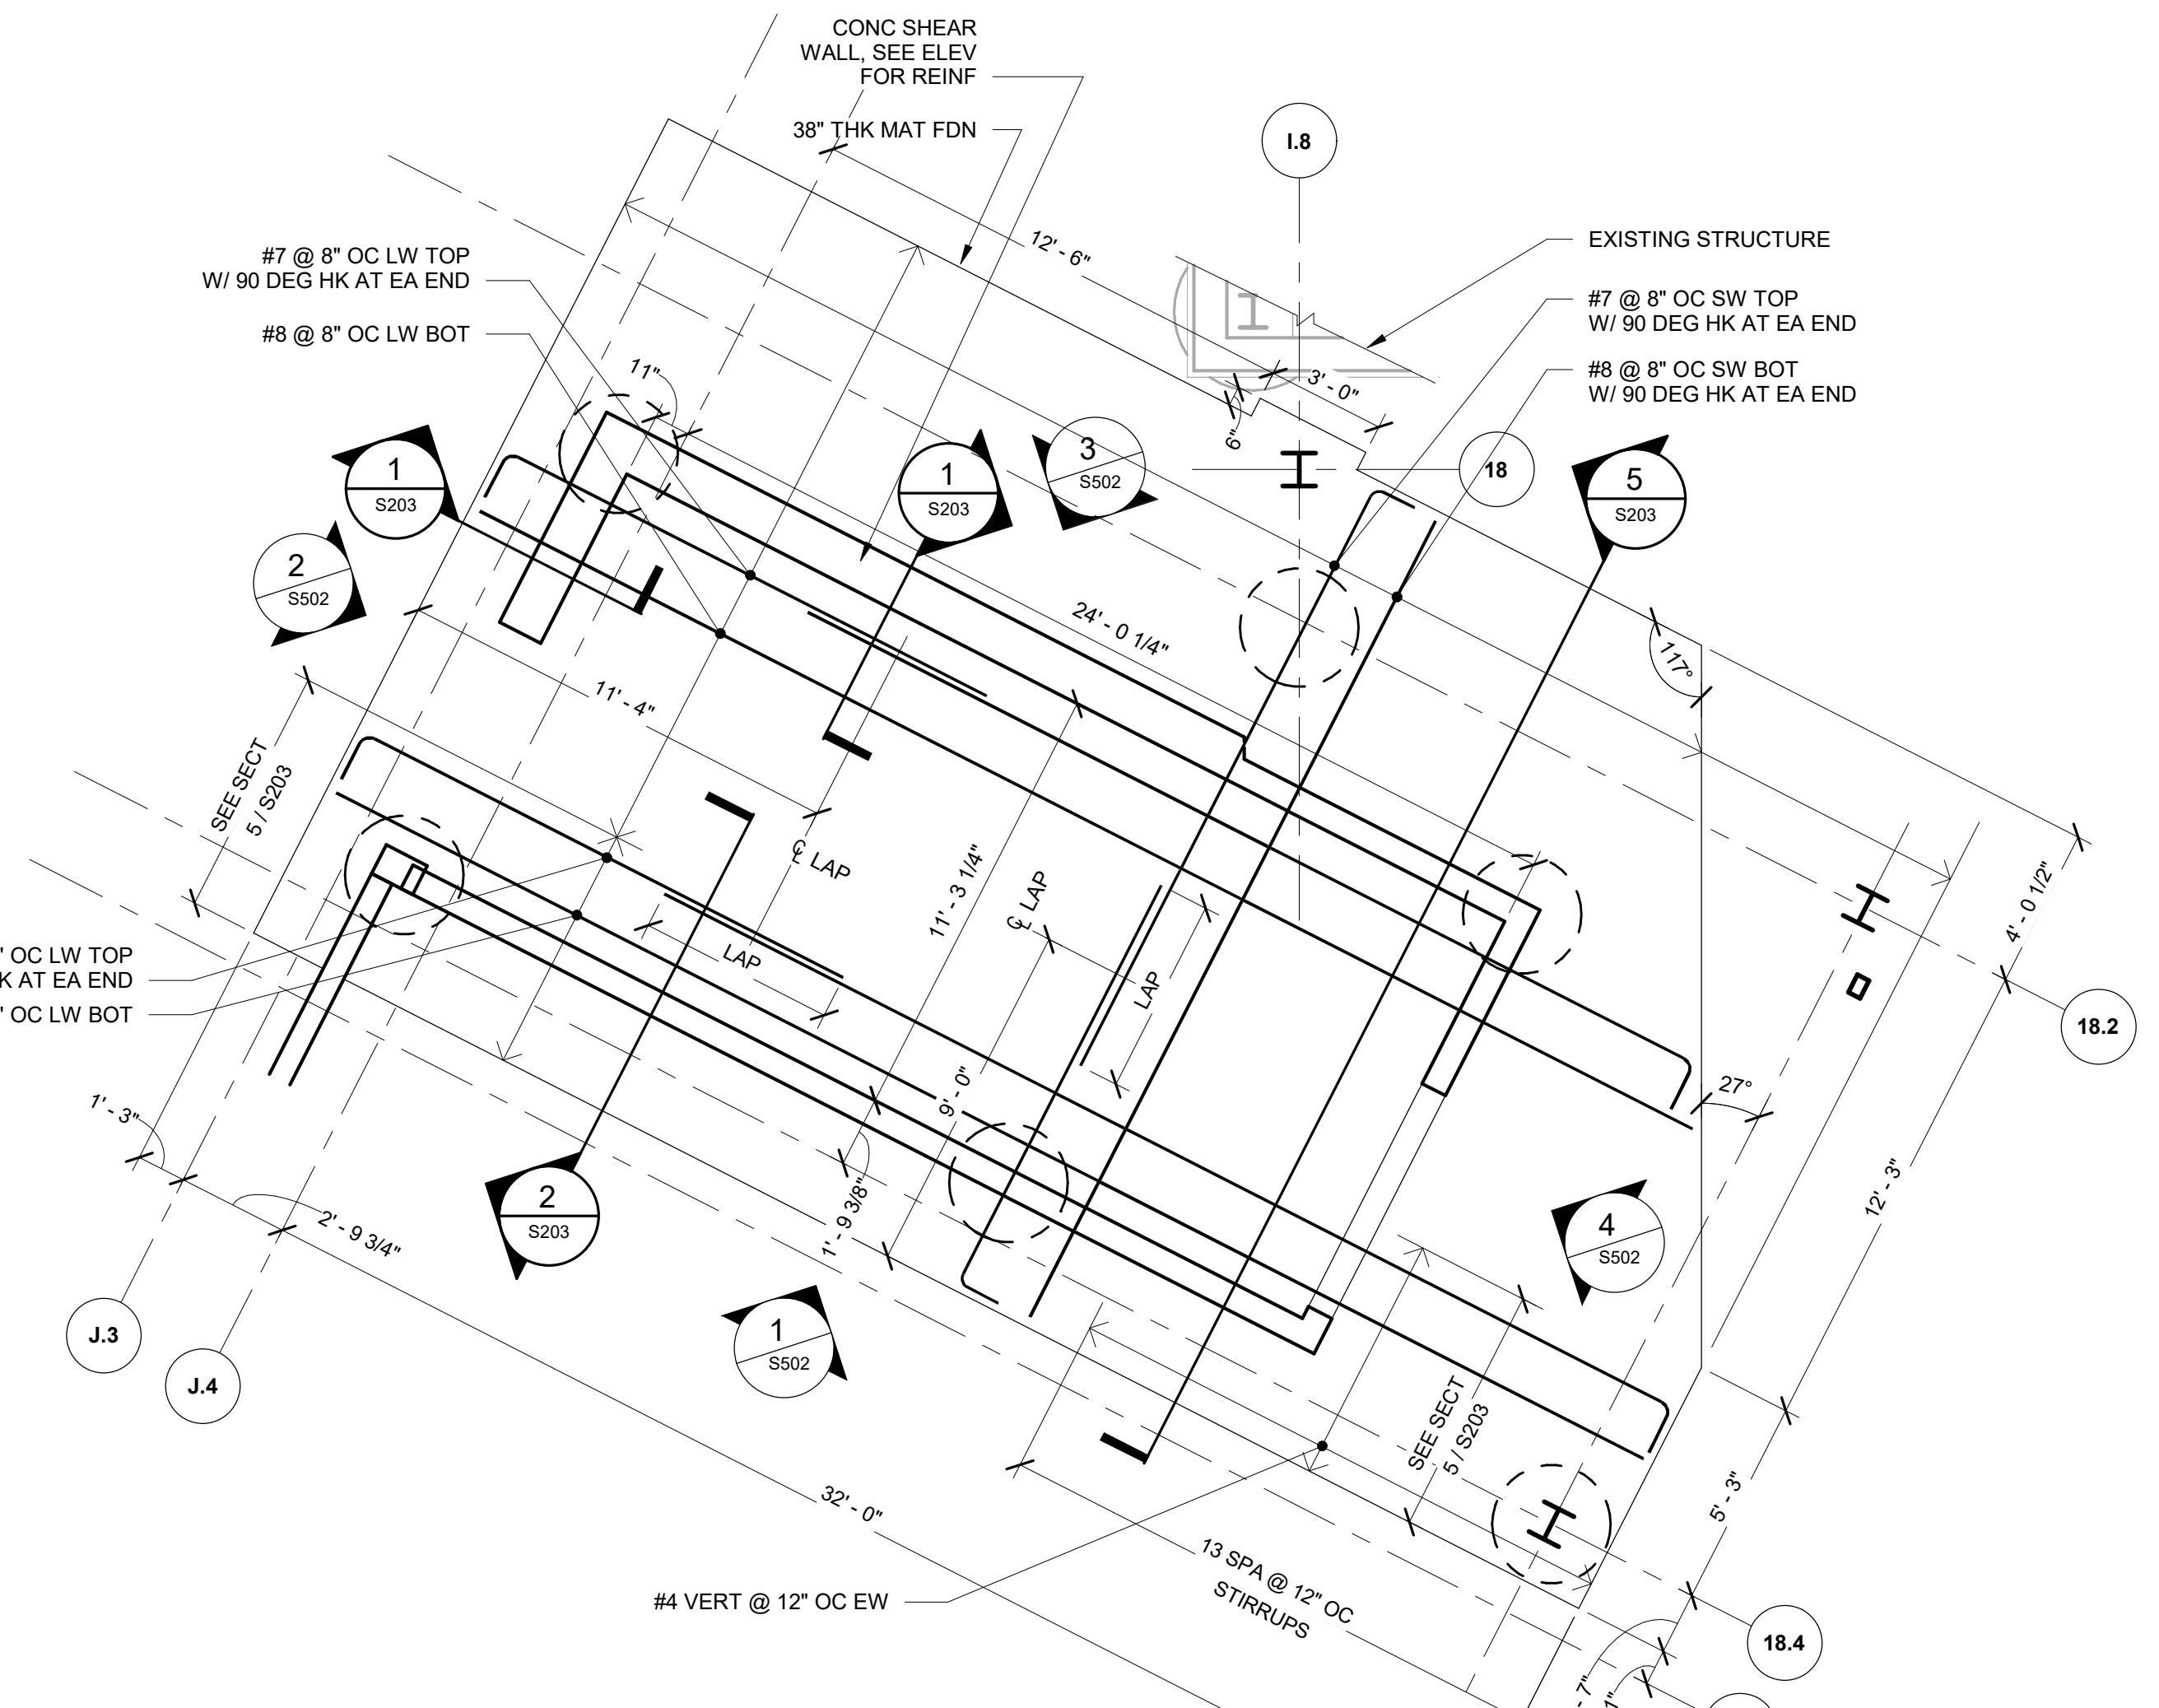 CONC SHEAR
WALL, SEE ELEV
FOR REINF
38" THK MAT FDN
I.8
12' - 6"
EXISTING STRUCTURE
#7 @ 8" OC LW TOP
W/ 90 DEG HK AT EA END
#8 @ 8" OC LW BOT
#7 @ 8" OC SW TOP
W/ 90 DEG HK AT EA END
#8 @ 8" OC SW BOT
W/ 90 DEG HK AT EA END
11"
3' - 0"
6"
1
S203
1
S203
3
S502
18
5
S203
2
S502
24' - 0 1/4"
117°
11' - 4"
SEE SECT
5 / S203
℄ LAP
11' - 3 1/4"
℄ LAP
LAP
LAP
4' - 0 1/2"
18.2
" OC LW TOP
K AT EA END
" OC LW BOT
27°
9' - 0"
1' - 3"
12' - 3"
2
S203
1' - 9 3/8"
2' - 9 3/4"
4
S502
J.3
J.4
1
S502
SEE SECT
5 / S203
5' - 3"
32' - 0"
13 SPA @ 12" OC
STIRRUPS
#4 VERT @ 12" OC EW
18.4
- 7"
1"